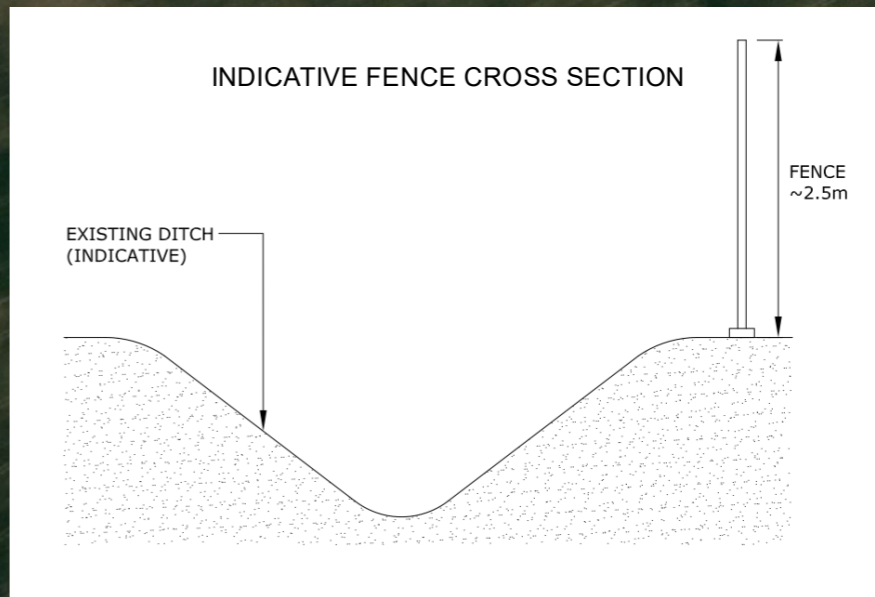 INDICATIVE FENCE CROSS SECTION
FENCE
~2.5m
EXISTING DITCH
(INDICATIVE)